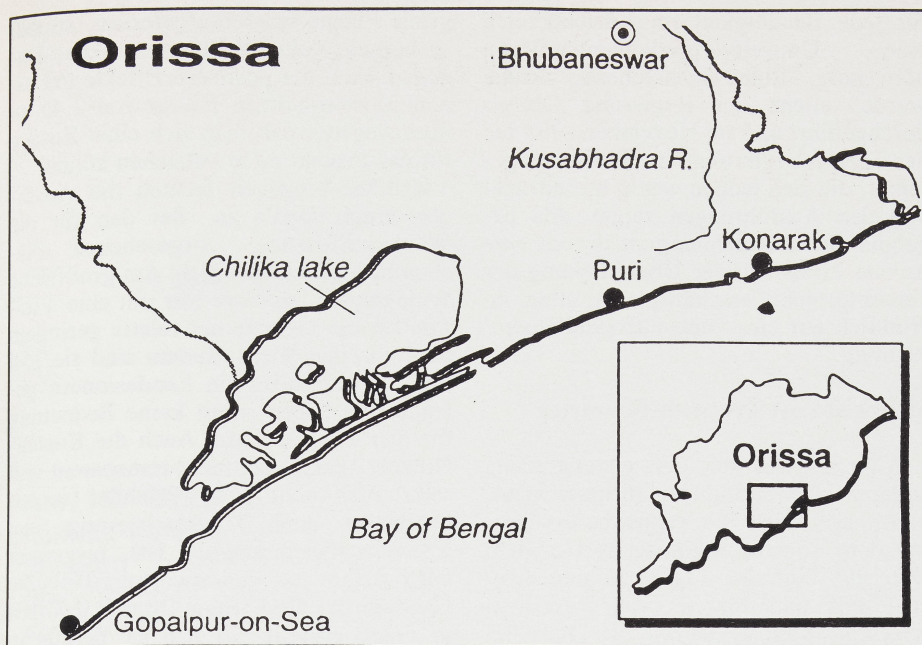 Orissa
Bhubaneswar
Kusabhadra R.
Konarak
Chilika lake
Puri
Orissa
Bay of Bengal
Gopalpur-on-Sea